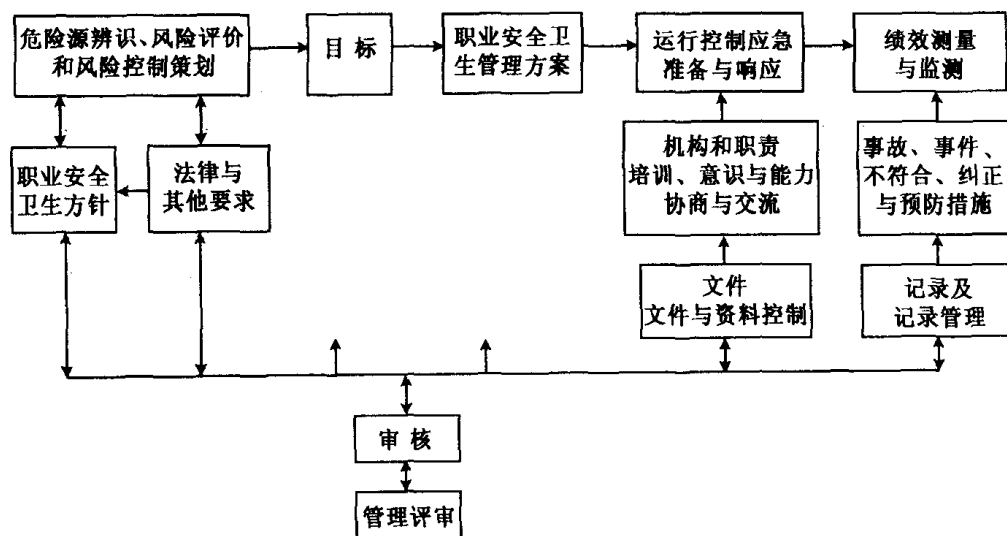 危险源辨识、风险评价
和风险控制策划
目标
职业安全卫
生管理方案
运行控制应急
准备与响应
绩效测量
与监测
职业安全
卫生方针
法律与
其他要求
机构和职责
培训、意识与能力
协商与交流
事故、事件、
不符合、纠正
与预防措施
文件
文件与资料控制
记录及
记录管理
审核
管理评审